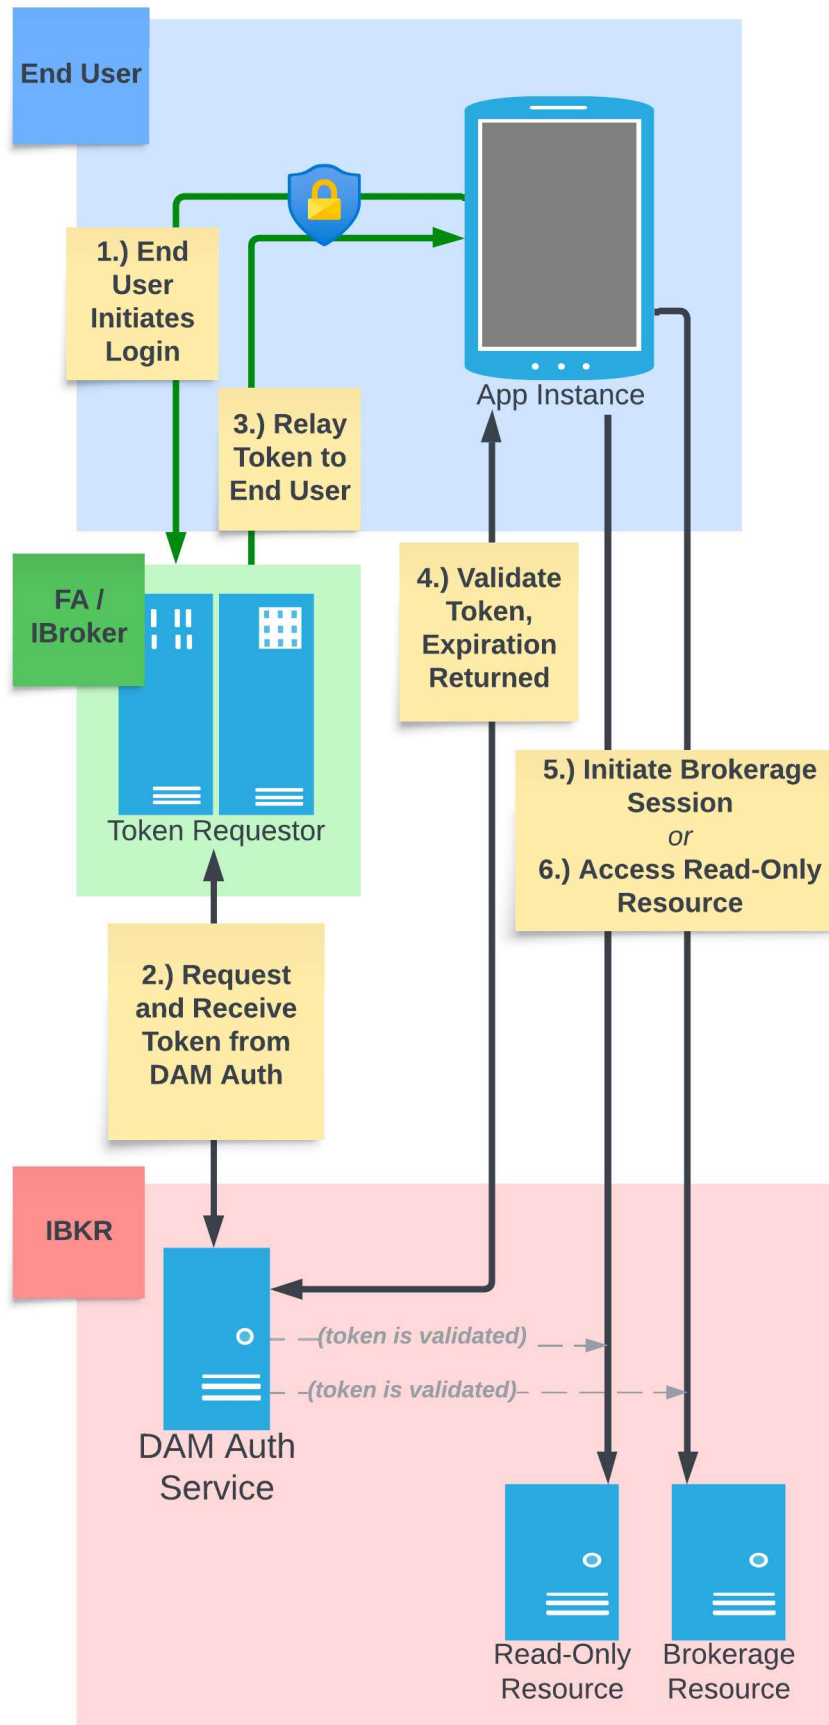 End User
1.) End
User
Initiates
Login
App Instance
3.) Relay
Token to
End User
4.) Validate
Token,
Expiration
Returned
FA /
IBroker
Token Requestor
5.) Initiate Brokerage
Session
or
6.) Access Read-Only
Resource
2.) Request
and Receive
Token from
DAM Auth
IBKR
(token is validated)
(token is validated)
DAM Auth
Service
Read-Only
Resource
Brokerage
Resource